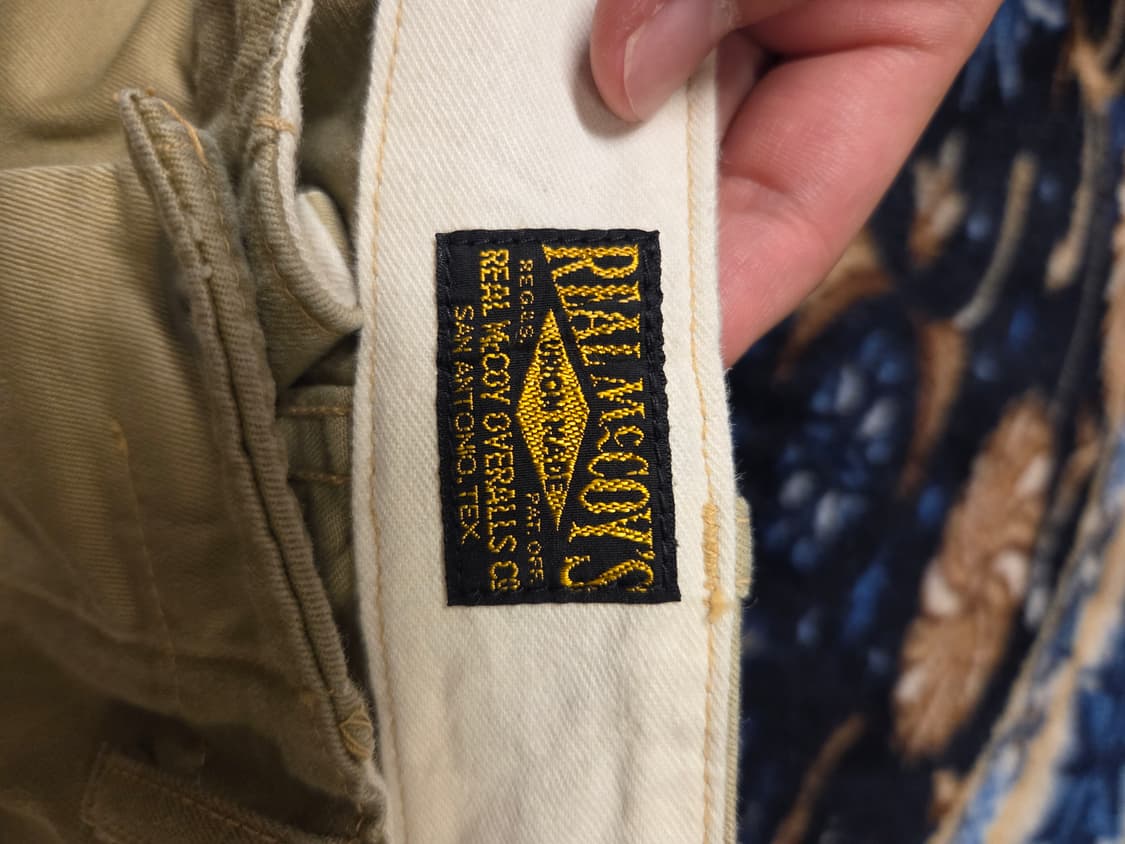 REAL McCOY'S
UNION MADE
REG.U.S. PAT.OFF.
REAL McCOY OVERALLS CO.
SAN ANTONIO, TEX.